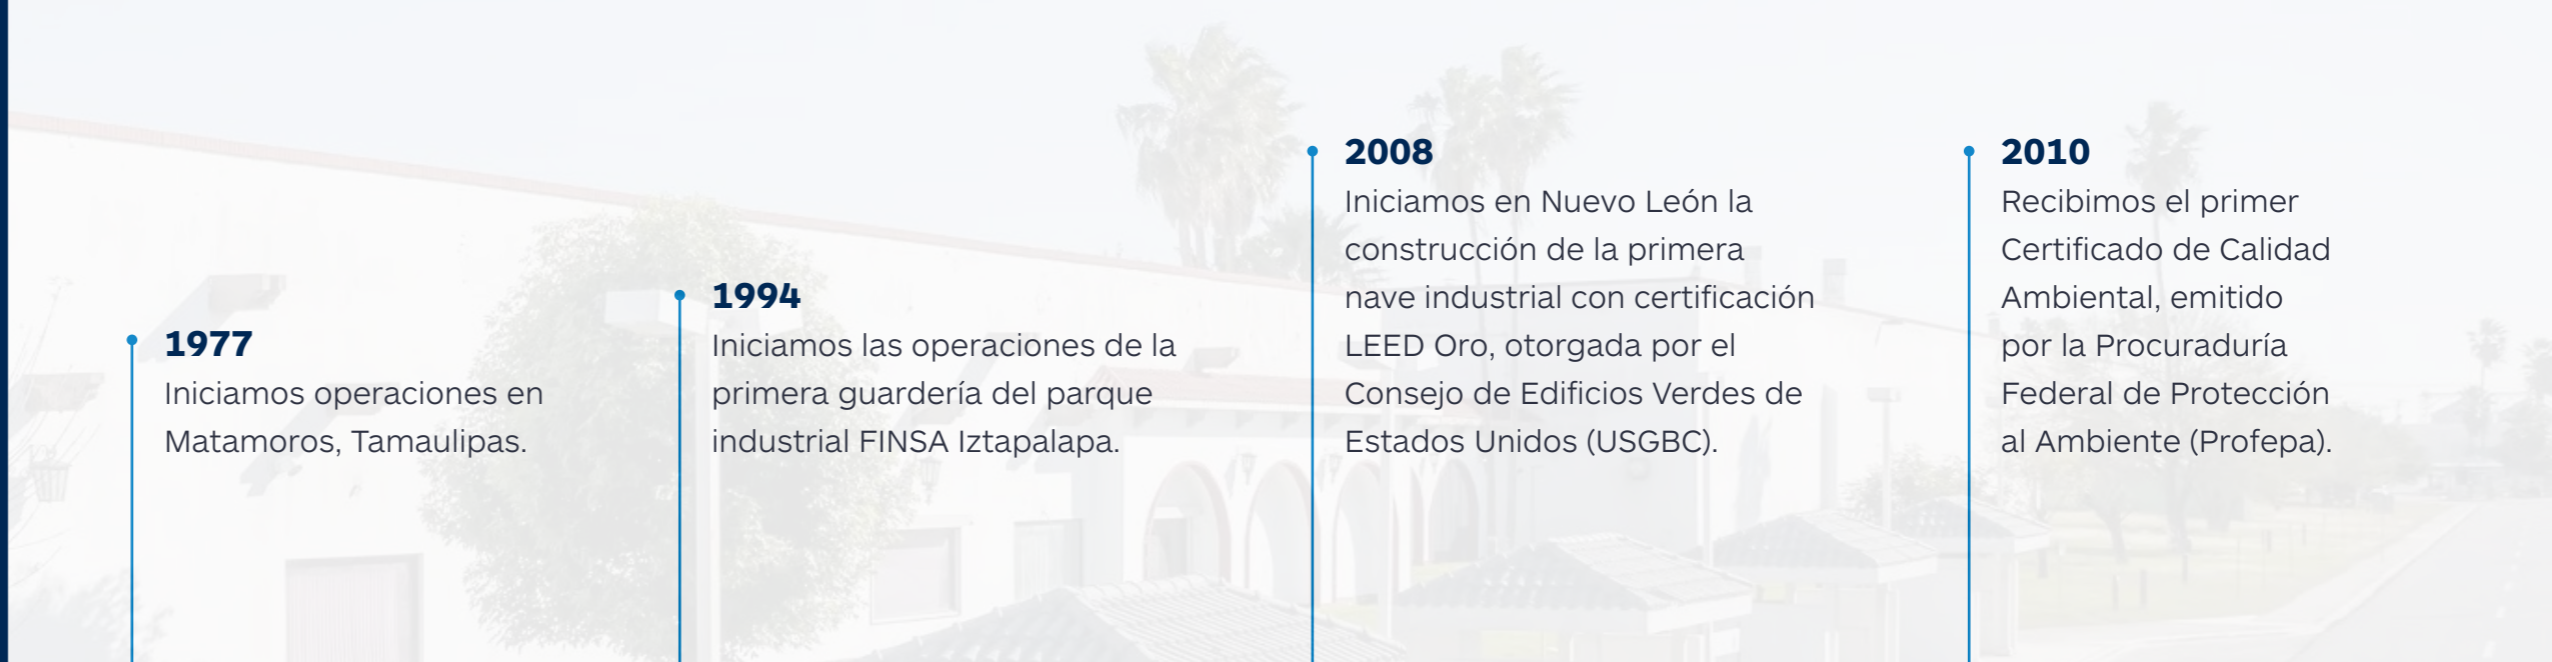 1977
Iniciamos operaciones en
Matamoros, Tamaulipas.
1994
Iniciamos las operaciones de la
primera guardería del parque
industrial FINSA Iztapalapa.
2008
Iniciamos en Nuevo León la
construcción de la primera
nave industrial con certificación
LEED Oro, otorgada por el
Consejo de Edificios Verdes de
Estados Unidos (USGBC).
2010
Recibimos el primer
Certificado de Calidad
Ambiental, emitido
por la Procuraduría
Federal de Protección
al Ambiente (Profepa).